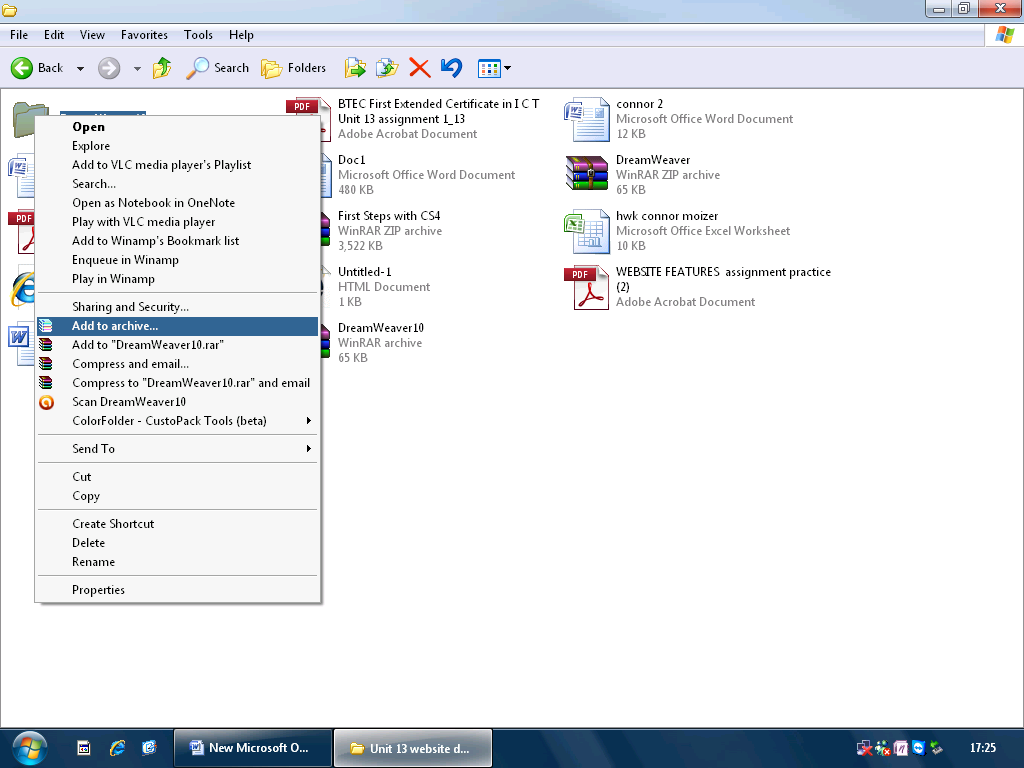 File Edit View Favorites Tools Help
Back Search Folders
Open
Explore
Add to VLC media player's Playlist
Search...
Open as Notebook in OneNote
Play with VLC media player
Add to Winamp's Bookmark list
Enqueue in Winamp
Play in Winamp
Sharing and Security...
Add to archive...
Add to "DreamWeaver10.rar"
Compress and email...
Compress to "DreamWeaver10.rar" and email
Scan DreamWeaver10
ColorFolder - CustoPack Tools (beta)
Send To
Cut
Copy
Create Shortcut
Delete
Rename
Properties
PDF
BTEC First Extended Certificate in I C T
Unit 13 assignment 1_13
Adobe Acrobat Document
Doc1
Microsoft Office Word Document
480 KB
PDF
First Steps with CS4
WinRAR ZIP archive
3,522 KB
Untitled-1
HTML Document
1 KB
DreamWeaver10
WinRAR archive
65 KB
connor 2
Microsoft Office Word Document
12 KB
DreamWeaver
WinRAR ZIP archive
65 KB
hwk connor moizer
Microsoft Office Excel Worksheet
10 KB
PDF
WEBSITE FEATURES assignment practice
(2)
Adobe Acrobat Document
New Microsoft O...
Unit 13 website d...
17:25